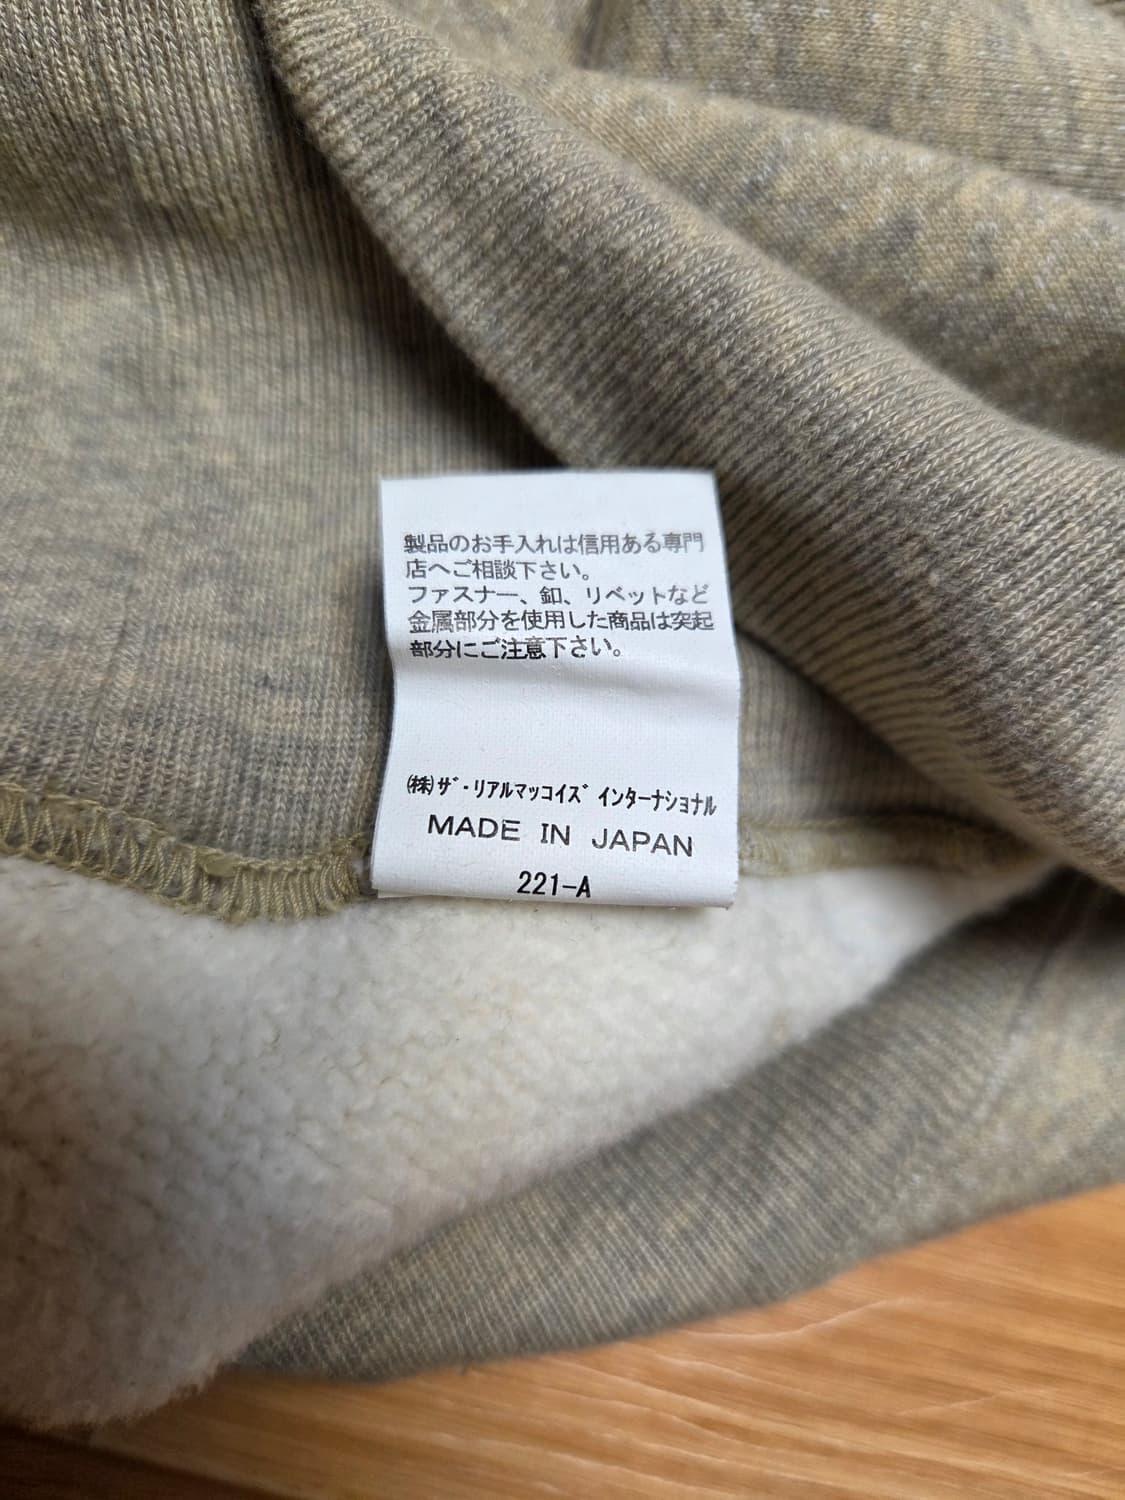 製品のお手入れは信用ある専門
店へご相談下さい。
ファスナー、釦、リベットなど
金属部分を使用した商品は突起
部分にご注意下さい。
㈱ザ・リアルマッコイズ インターナショナル
MADE IN JAPAN
221-A